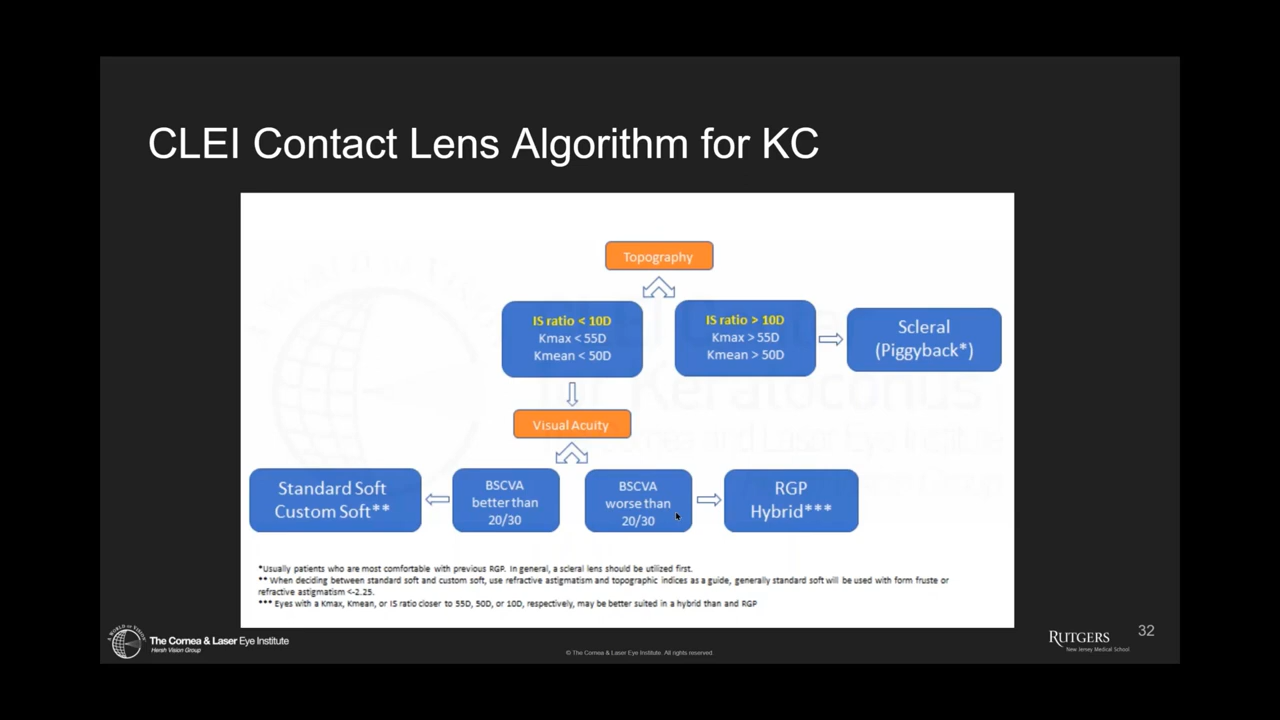 CLEI Contact Lens Algorithm for KC
Topography
IS ratio < 10D
Kmax < 55D
Kmean < 50D
IS ratio > 10D
Kmax > 55D
Kmean > 50D
Scleral
(Piggyback*)
Visual Acuity
Standard Soft
Custom Soft**
BSCVA
better than
20/30
BSCVA
worse than
20/30
RGP
Hybrid***
*Usually patients who are most comfortable with previous RGP. In general, a scleral lens should be utilized first.
** When deciding between standard soft and custom soft, use refractive astigmatism and topographic indices as a guide, generally standard soft will be used with form fruste or
refractive astigmatism <-2.25.
*** Eyes with a Kmax, Kmean, or IS ratio closer to 55D, 50D, or 10D, respectively, may be better suited in a hybrid than and RGP
A WORLD OF VISION
The Cornea & Laser Eye Institute
Hersh Vision Group
© The Cornea & Laser Eye Institute. All rights reserved
RUTGERS
New Jersey Medical School
32